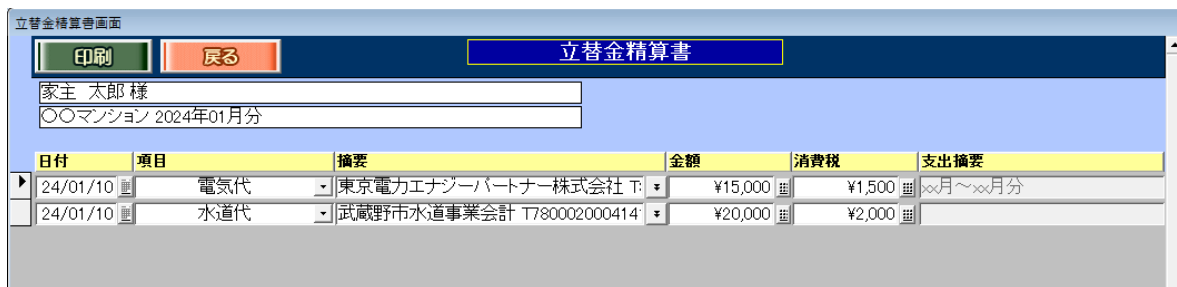 立替金精算書画面
印刷 戻る 立替金精算書
家主 太郎 様
〇〇マンション 2024年01月分
日付 項目 摘要 金額 消費税 支出摘要
24/01/10 電気代 東京電力エナジーパートナー株式会社 T ¥15,000 ¥1,500 xx月～xx月分
24/01/10 水道代 武蔵野市水道事業会計 T780002000414 ¥20,000 ¥2,000